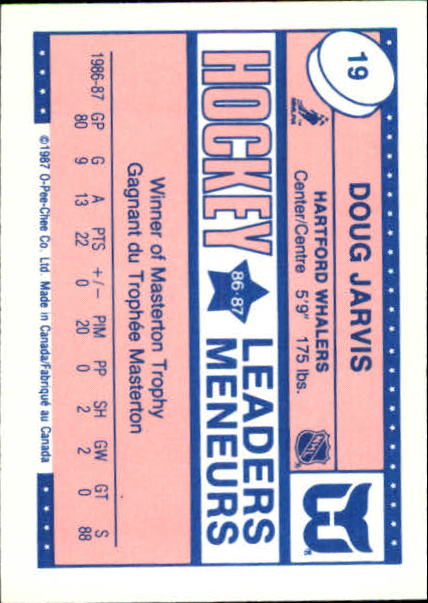 19
DOUG JARVIS
HARTFORD WHALERS
Center/Centre 5'9" 175 lbs.
NHL
®
HOCKEY
86-87
LEADERS
MENEURS
Winner of Masterton Trophy
Gagnant du Trophée Masterton
1986-87 GP G A PTS +/- PIM PP SH GW GT S
80 9 13 22 0 20 0 2 2 0 88
©1987 O-Pee-Chee Co. Ltd. Made in Canada/Fabriqué au Canada